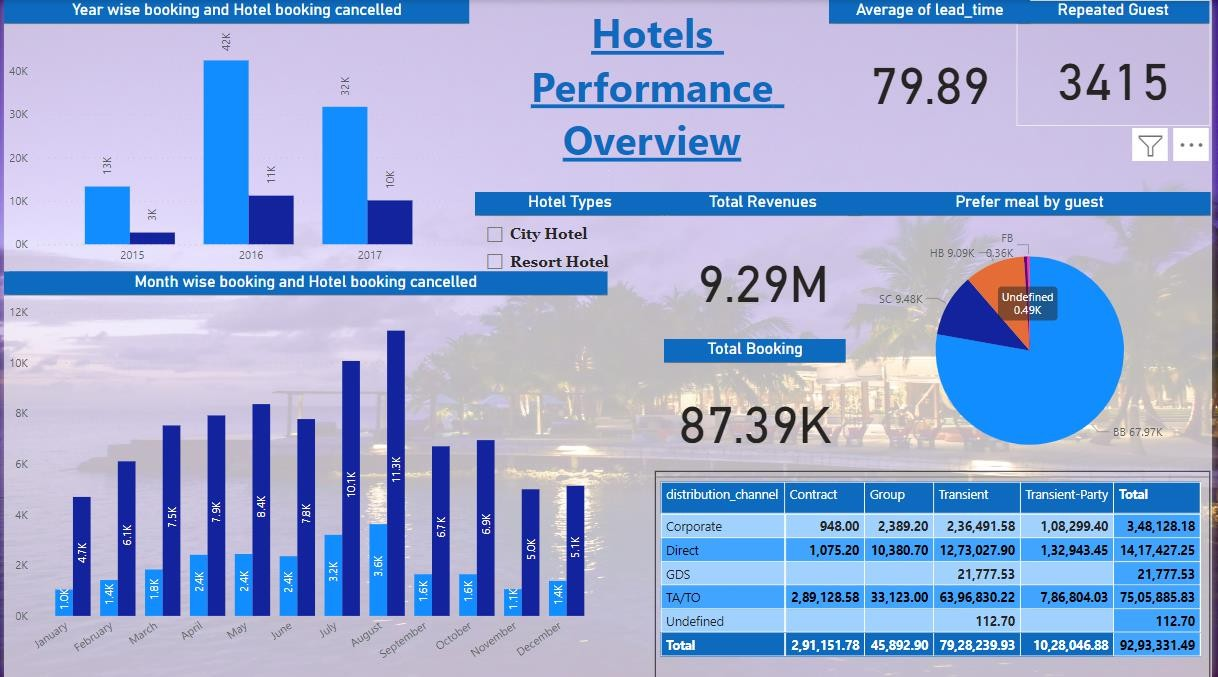 Year wise booking and Hotel booking cancelled
40K
30K
20K
10K
0K
13K
3K
42K
11K
32K
10K
2015
2016
2017
Hotels
Performance
Overview
Average of lead_time
79.89
Repeated Guest
3415
Hotel Types
City Hotel
Resort Hotel
Total Revenues
9.29M
Total Booking
87.39K
Prefer meal by guest
FB
0.36K
HB 9.09K
SC 9.48K
Undefined
0.49K
BB 67.97K
Month wise booking and Hotel booking cancelled
12K
10K
8K
6K
4K
2K
0K
1.0K
4.7K
1.4K
6.1K
1.8K
7.5K
2.4K
7.9K
2.4K
8.4K
2.4K
7.8K
3.2K
10.1K
3.6K
11.3K
1.6K
6.7K
1.6K
6.9K
1.1K
5.0K
1.4K
5.1K
January
February
March
April
May
June
July
August
September
October
November
December
distribution_channel Contract Group Transient Transient-Party Total
Corporate 948.00 2,389.20 2,36,491.58 1,08,299.40 3,48,128.18
Direct 1,075.20 10,380.70 12,73,027.90 1,32,943.45 14,17,427.25
GDS 21,777.53 21,777.53
TA/TO 2,89,128.58 33,123.00 63,96,830.22 7,86,804.03 75,05,885.83
Undefined 112.70 112.70
Total 2,91,151.78 45,892.90 79,28,239.93 10,28,046.88 92,93,331.49